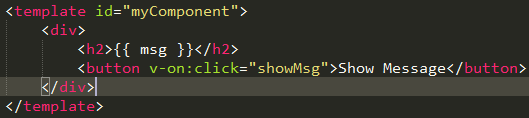 <template id="myComponent">
<div>
<h2>{{ msg }}</h2>
<button v-on:click="showMsg">Show Message</button>
</div>
</template>